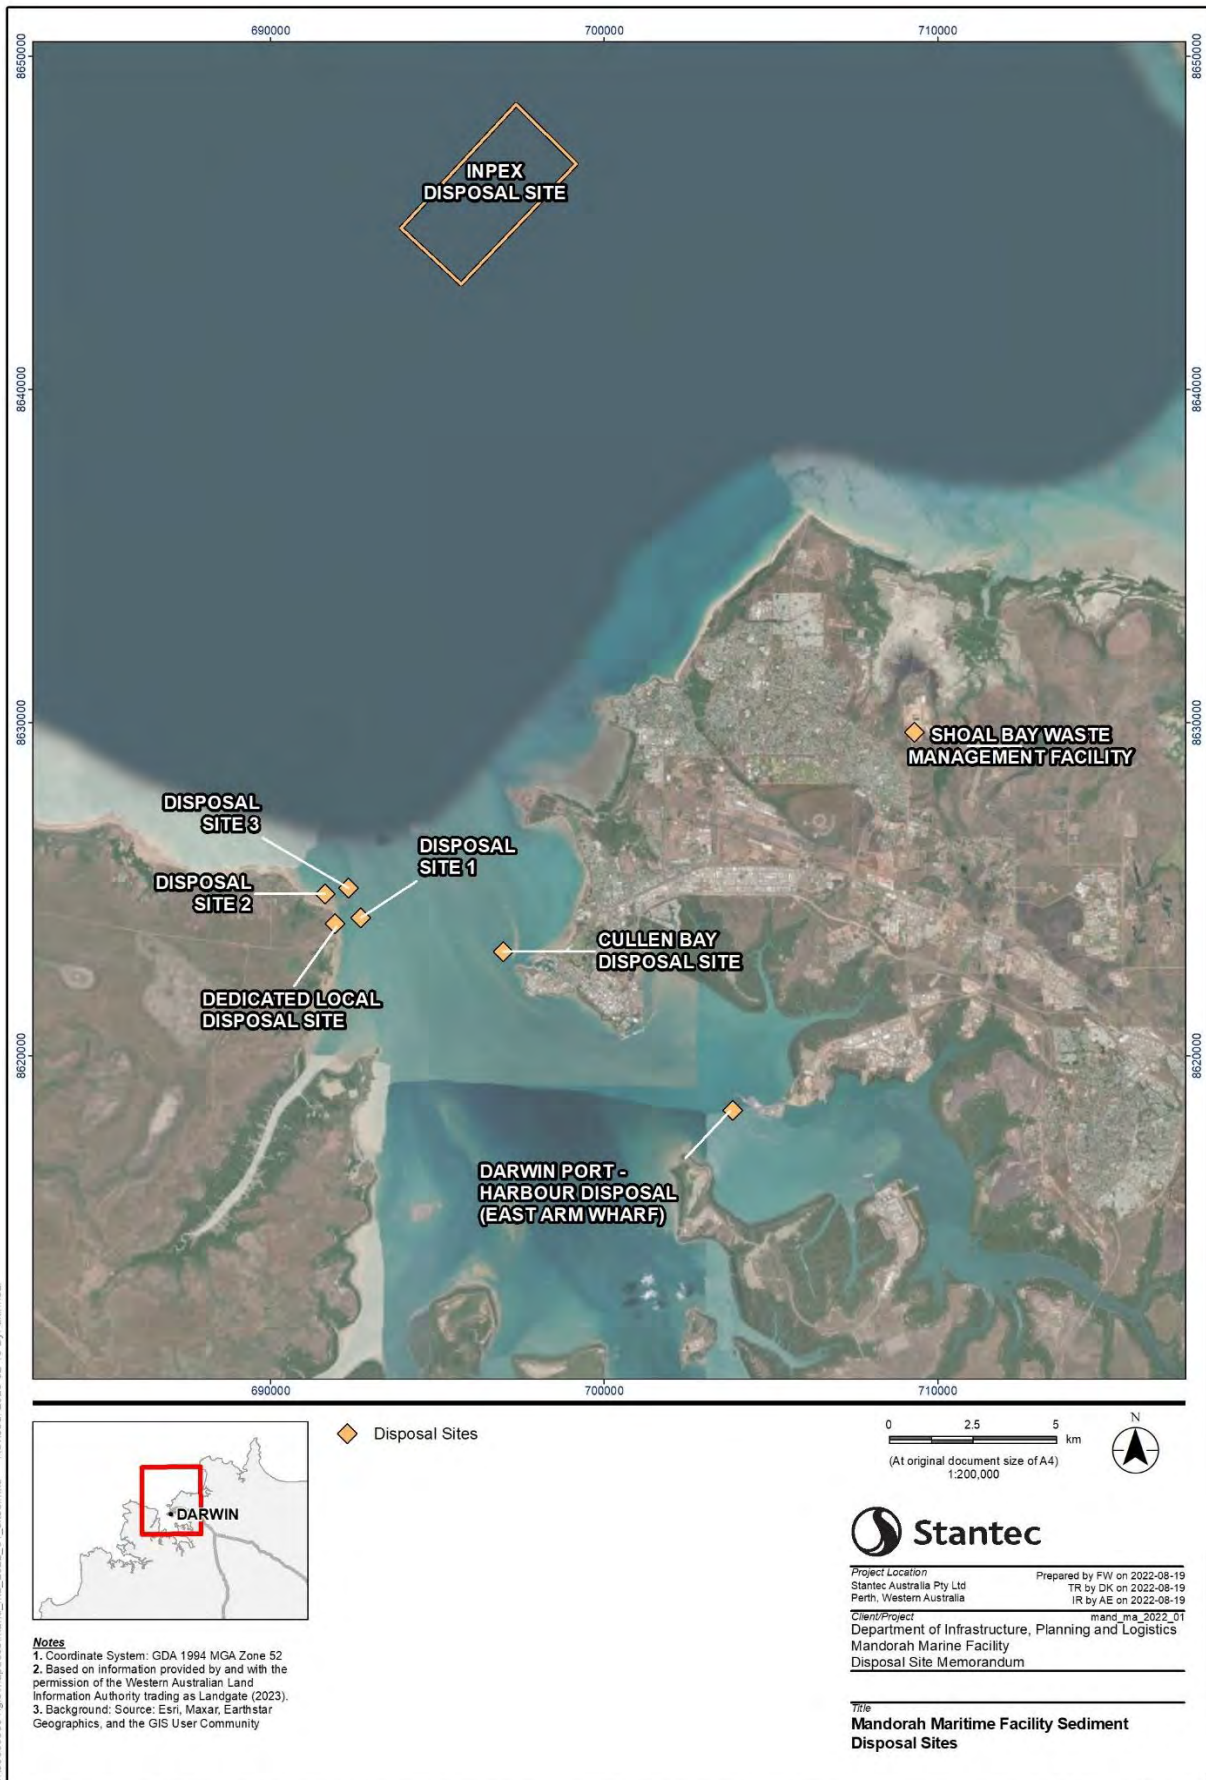 690000
700000
710000
8650000
8650000
INPEX
DISPOSAL SITE
8640000
8640000
8630000
8630000
SHOAL BAY WASTE
MANAGEMENT FACILITY
DISPOSAL
SITE 3
DISPOSAL
SITE 1
DISPOSAL
SITE 2
CULLEN BAY
DISPOSAL SITE
DEDICATED LOCAL
DISPOSAL SITE
8620000
8620000
DARWIN PORT -
HARBOUR DISPOSAL
(EAST ARM WHARF)
690000
700000
710000
DARWIN
Disposal Sites
0 2.5 5
km
(At original document size of A4)
1:200,000
N
Stantec
Project Location
Stantec Australia Pty Ltd
Perth, Western Australia
Prepared by FW on 2022-08-19
TR by DK on 2022-08-19
IR by AE on 2022-08-19
Client/Project
mand_ma_2022_01
Department of Infrastructure, Planning and Logistics
Mandorah Marine Facility
Disposal Site Memorandum
Title
Mandorah Maritime Facility Sediment
Disposal Sites
Notes
1. Coordinate System: GDA 1994 MGA Zone 52
2. Based on information provided by and with the
permission of the Western Australian Land
Information Authority trading as Landgate (2023).
3. Background: Source: Esri, Maxar, Earthstar
Geographics, and the GIS User Community